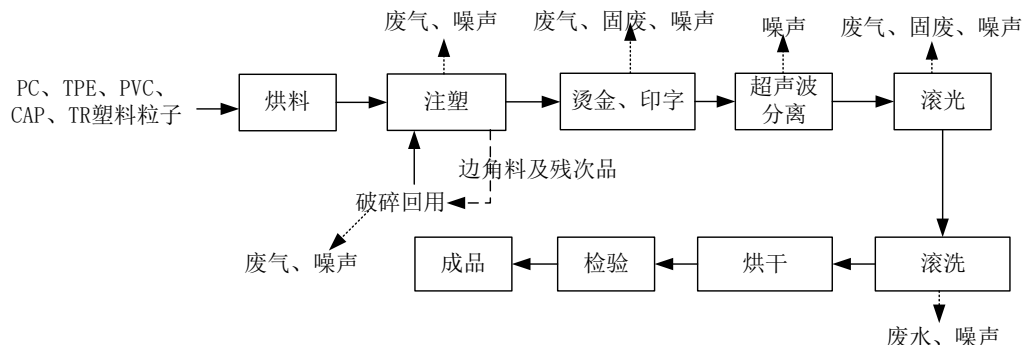 废气、噪声
废气、固废、噪声
噪声
废气、固废、噪声
PC、TPE、PVC、
CAP、TR塑料粒子
烘料
注塑
烫金、印字
超声波
分离
滚光
边角料及残次品
破碎回用
废气、噪声
成品
检验
烘干
滚洗
废水、噪声